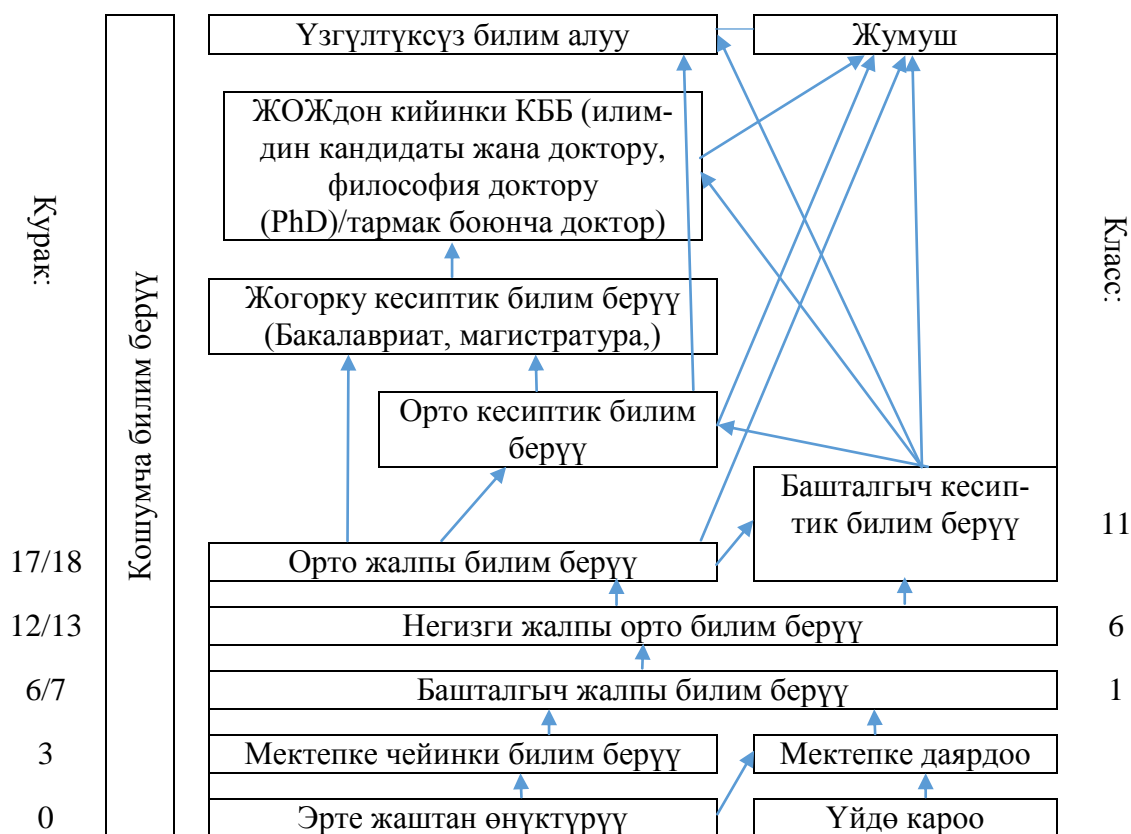 Үзгүлтүксүз билим алуу
Жумуш
ЖОЖдон кийинки КББ (илим-
дин кандидаты жана доктору,
философия доктору
(PhD)/тармак боюнча доктор)
Курак:
Класс:
Кошумча билим берүү
Жогорку кесиптик билим берүү
(Бакалавриат, магистратура,)
Орто кесиптик билим
берүү
Башталгыч кесип-
тик билим берүү
11
17/18
Орто жалпы билим берүү
12/13
Негизги жалпы орто билим берүү
6
6/7
Башталгыч жалпы билим берүү
1
3
Мектепке чейинки билим берүү
Мектепке даярдоо
0
Эрте жаштан өнүктүрүү
Үйдө кароо